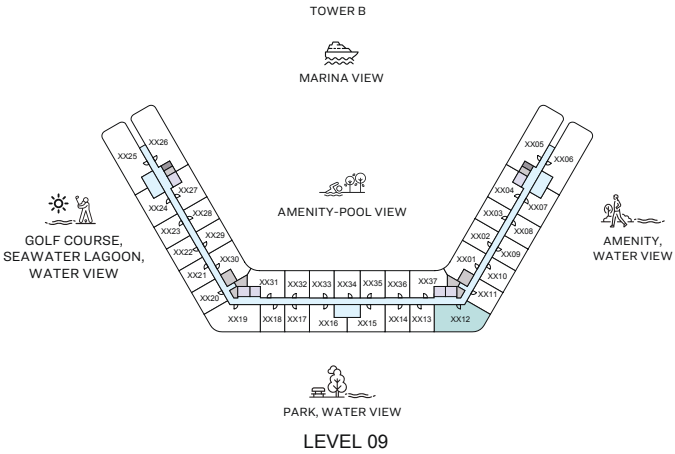 TOWER B
MARINA VIEW
XX05
XX26
XX06
XX25
XX04
XX27
XX07
XX24
XX03
XX28
AMENITY-POOL VIEW
XX23
XX02
XX08
XX29
GOLF COURSE,
SEAWATER LAGOON,
WATER VIEW
AMENITY,
WATER VIEW
XX22
XX09
XX30
XX01
XX21
XX10
XX31
XX32
XX33
XX34
XX35
XX36
XX37
XX20
XX11
XX19
XX18
XX17
XX16
XX15
XX14
XX13
XX12
PARK, WATER VIEW
LEVEL 09